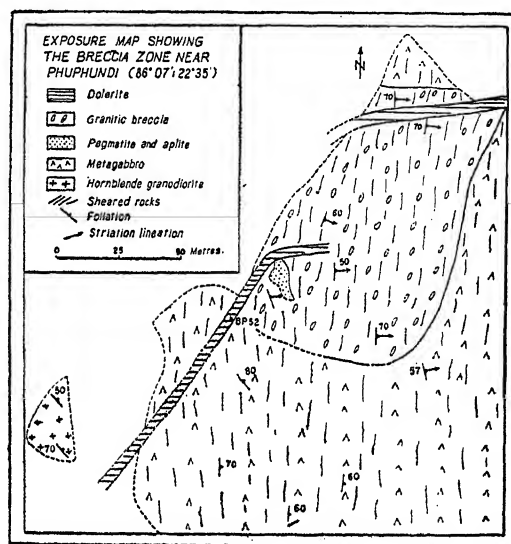 EXPOSURE MAP SHOWING
THE BRECCIA ZONE NEAR
PHUPHUNDI (86°07'; 22°35')
Dolerite
Granitic breccia
Pegmatite and aplite
Metagabbro
Hornblende granodiorite
Sheared rocks
Foliation
Striation lineation
0 25 50 Metres.
N
70
70
60
50
BP52
70
57
80
50
70
70
60
60